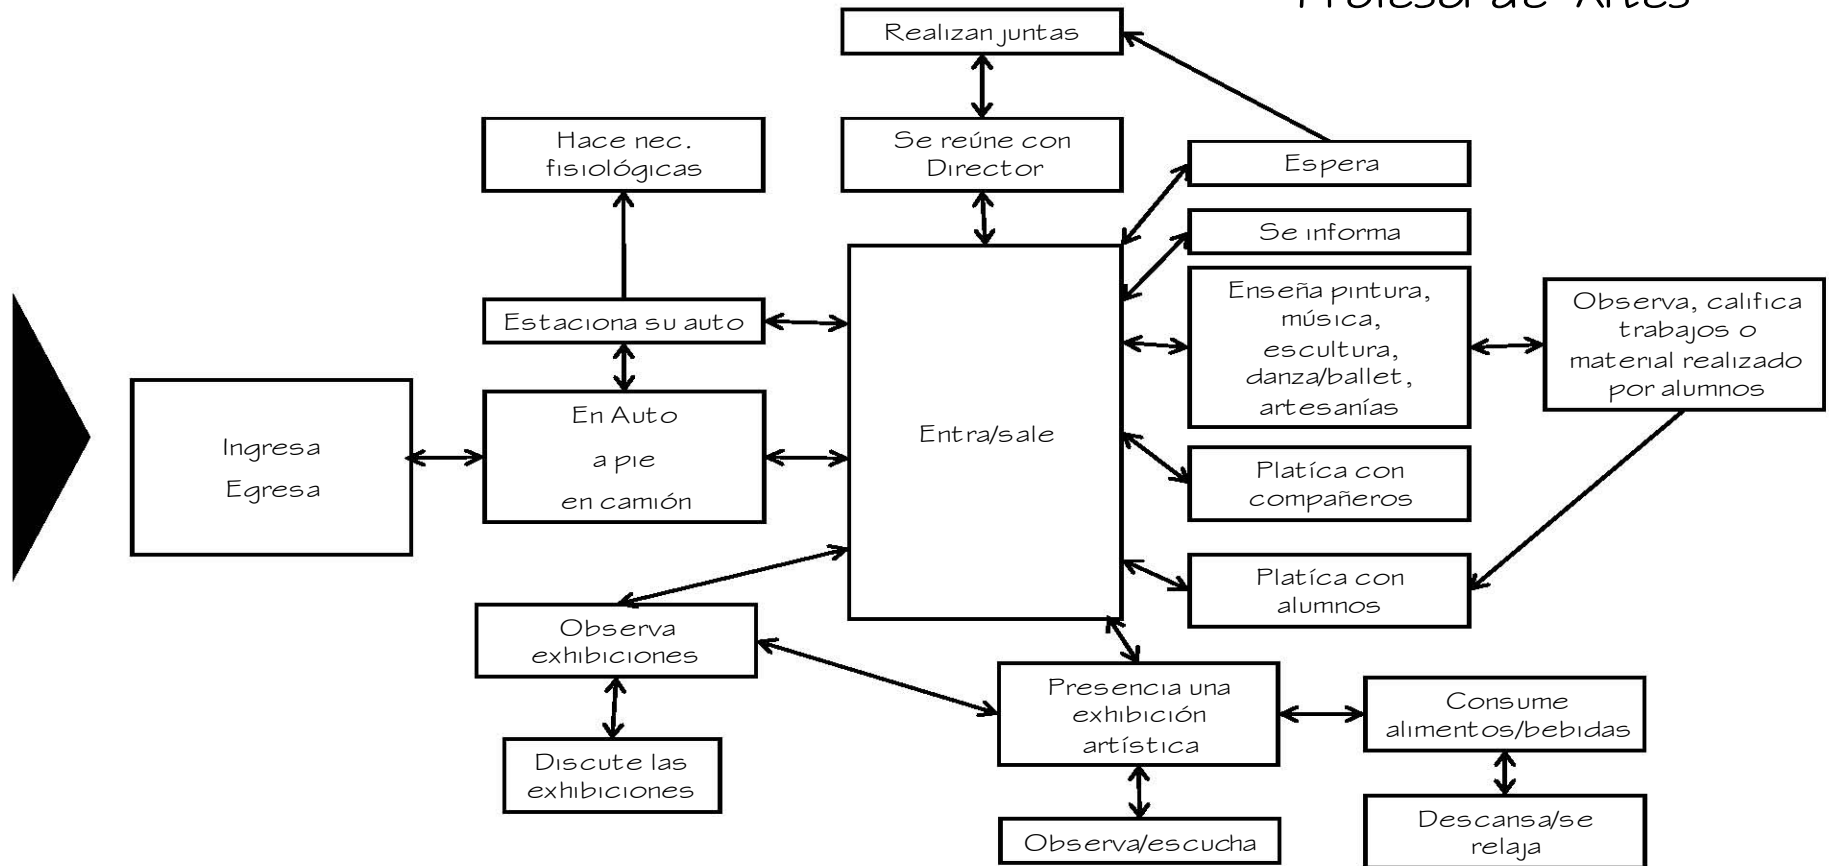 Profesor de Artes
Realizan juntas
Hace nec.
fisiológicas
Se reúne con
Director
Espera
Se informa
Estaciona su auto
Enseña pintura,
música,
escultura,
danza/ballet,
artesanías
Observa, califica
trabajos o
material realizado
por alumnos
Ingresa
Egresa
En Auto
a pie
en camión
Entra/sale
Platíca con
compañeros
Platíca con
alumnos
Observa
exhibiciones
Discute las
exhibiciones
Presencia una
exhibición
artística
Consume
alimentos/bebidas
Observa/escucha
Descansa/se
relaja